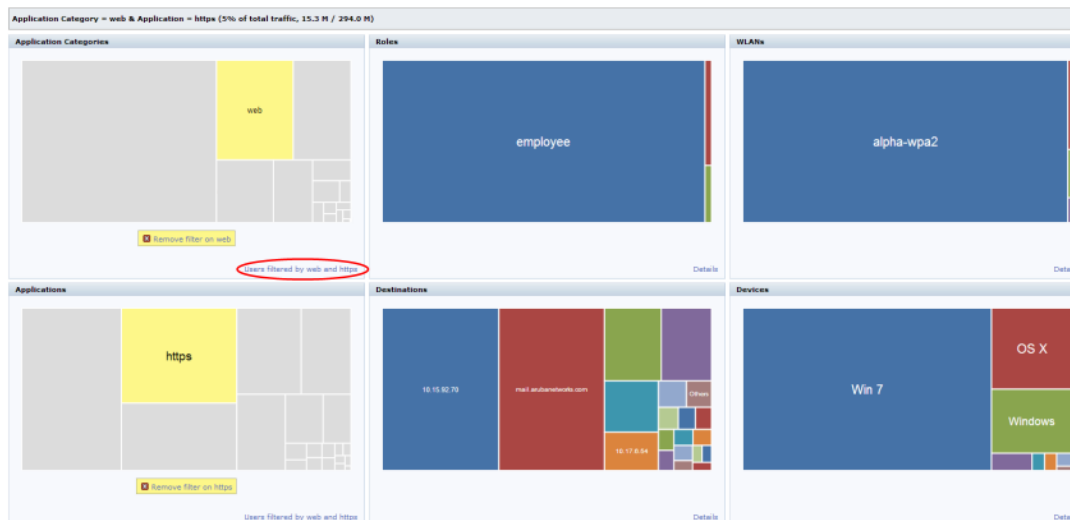 Application Category = web & Application = https (5% of total traffic, 15.3 M / 294.0 M)
Application Categories
Roles
WLANs
web
employee
alpha-wpa2
Remove filter on web
Users filtered by web and https
Details
Deta
Applications
Destinations
Devices
https
10.15.92.70
mail.arubanetworks.com
Others
10.17.6.84
Win 7
OS X
Windows
Remove filter on https
Users filtered by web and https
Details
Deta